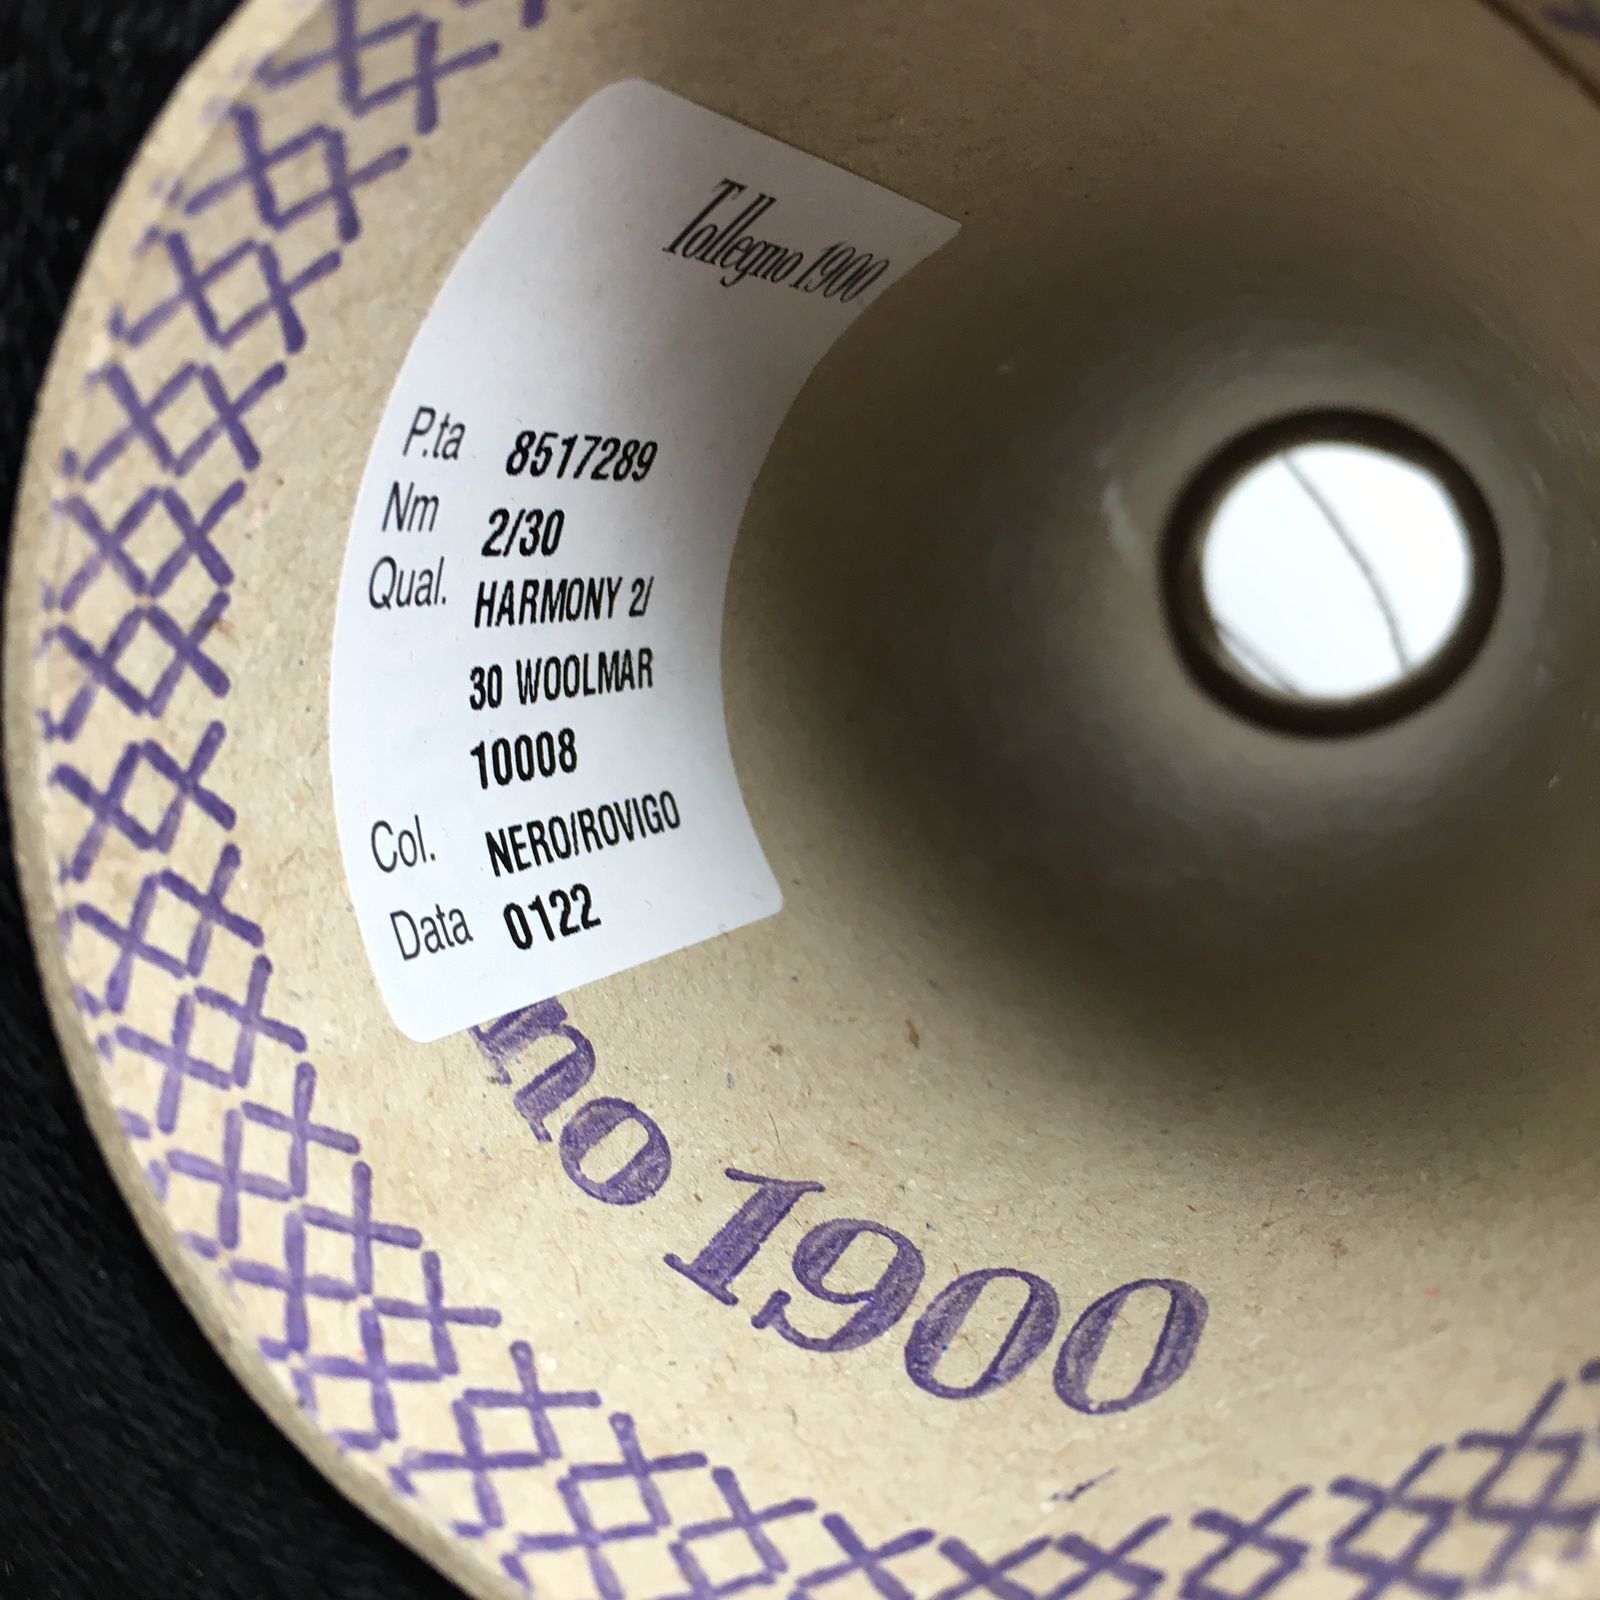 Tollegno 1900
P.ta 8517289
Nm 2/30
Qual. HARMONY 2/
30 WOOLMAR
10008
Col. NERO/ROVIGO
Data 0122
no 1900